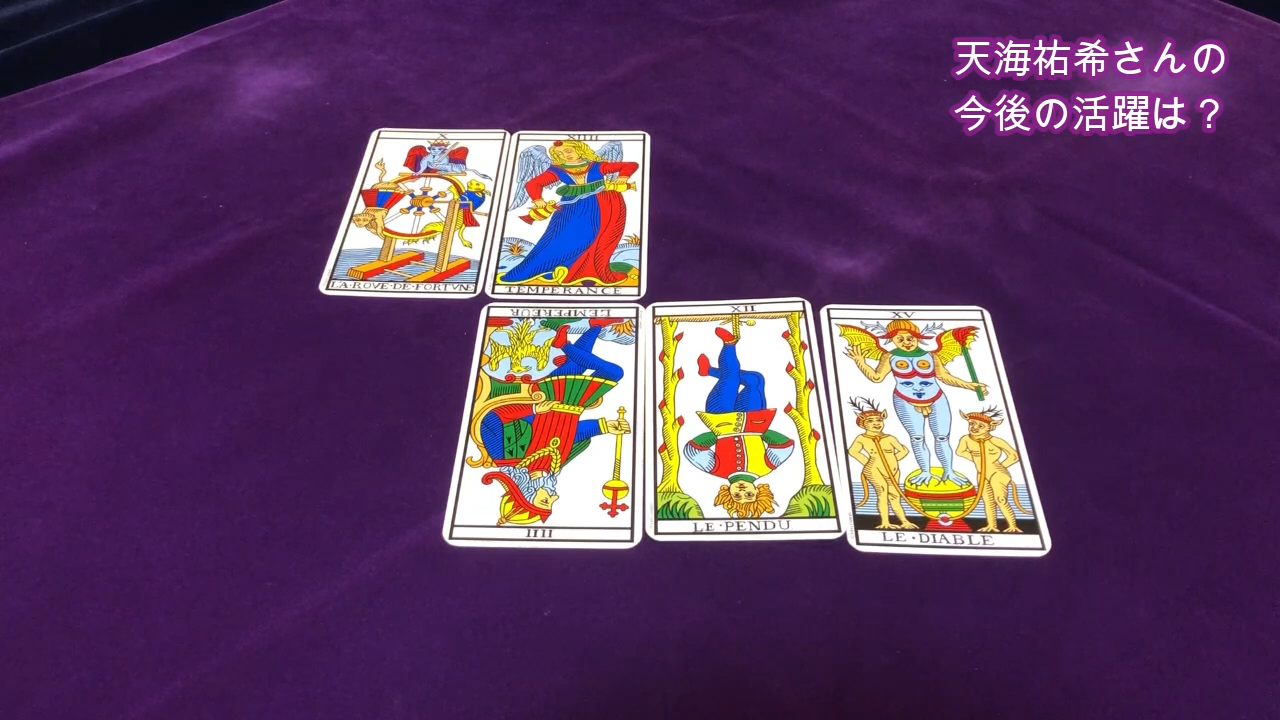 天海祐希さんの
今後の活躍は？
X
LA·ROVE·DE·FORTVNE
XIIII
TEMPERANCE
L'EMPEREUR
IIII
XII
LE·PENDU
XV
LE·DIABLE